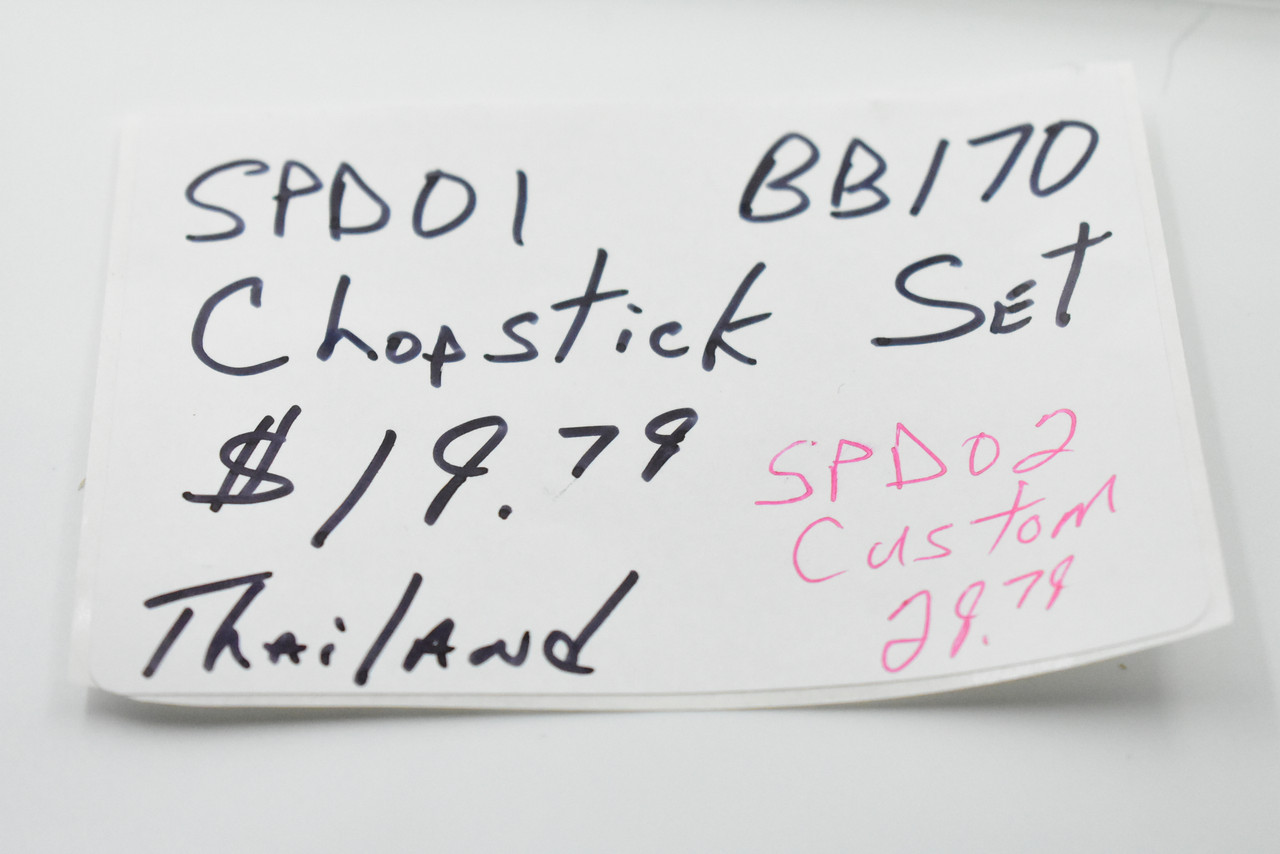 SPD01 BB170
Chopstick Set
$19.79
Thailand
SPD02
Custom
29.79